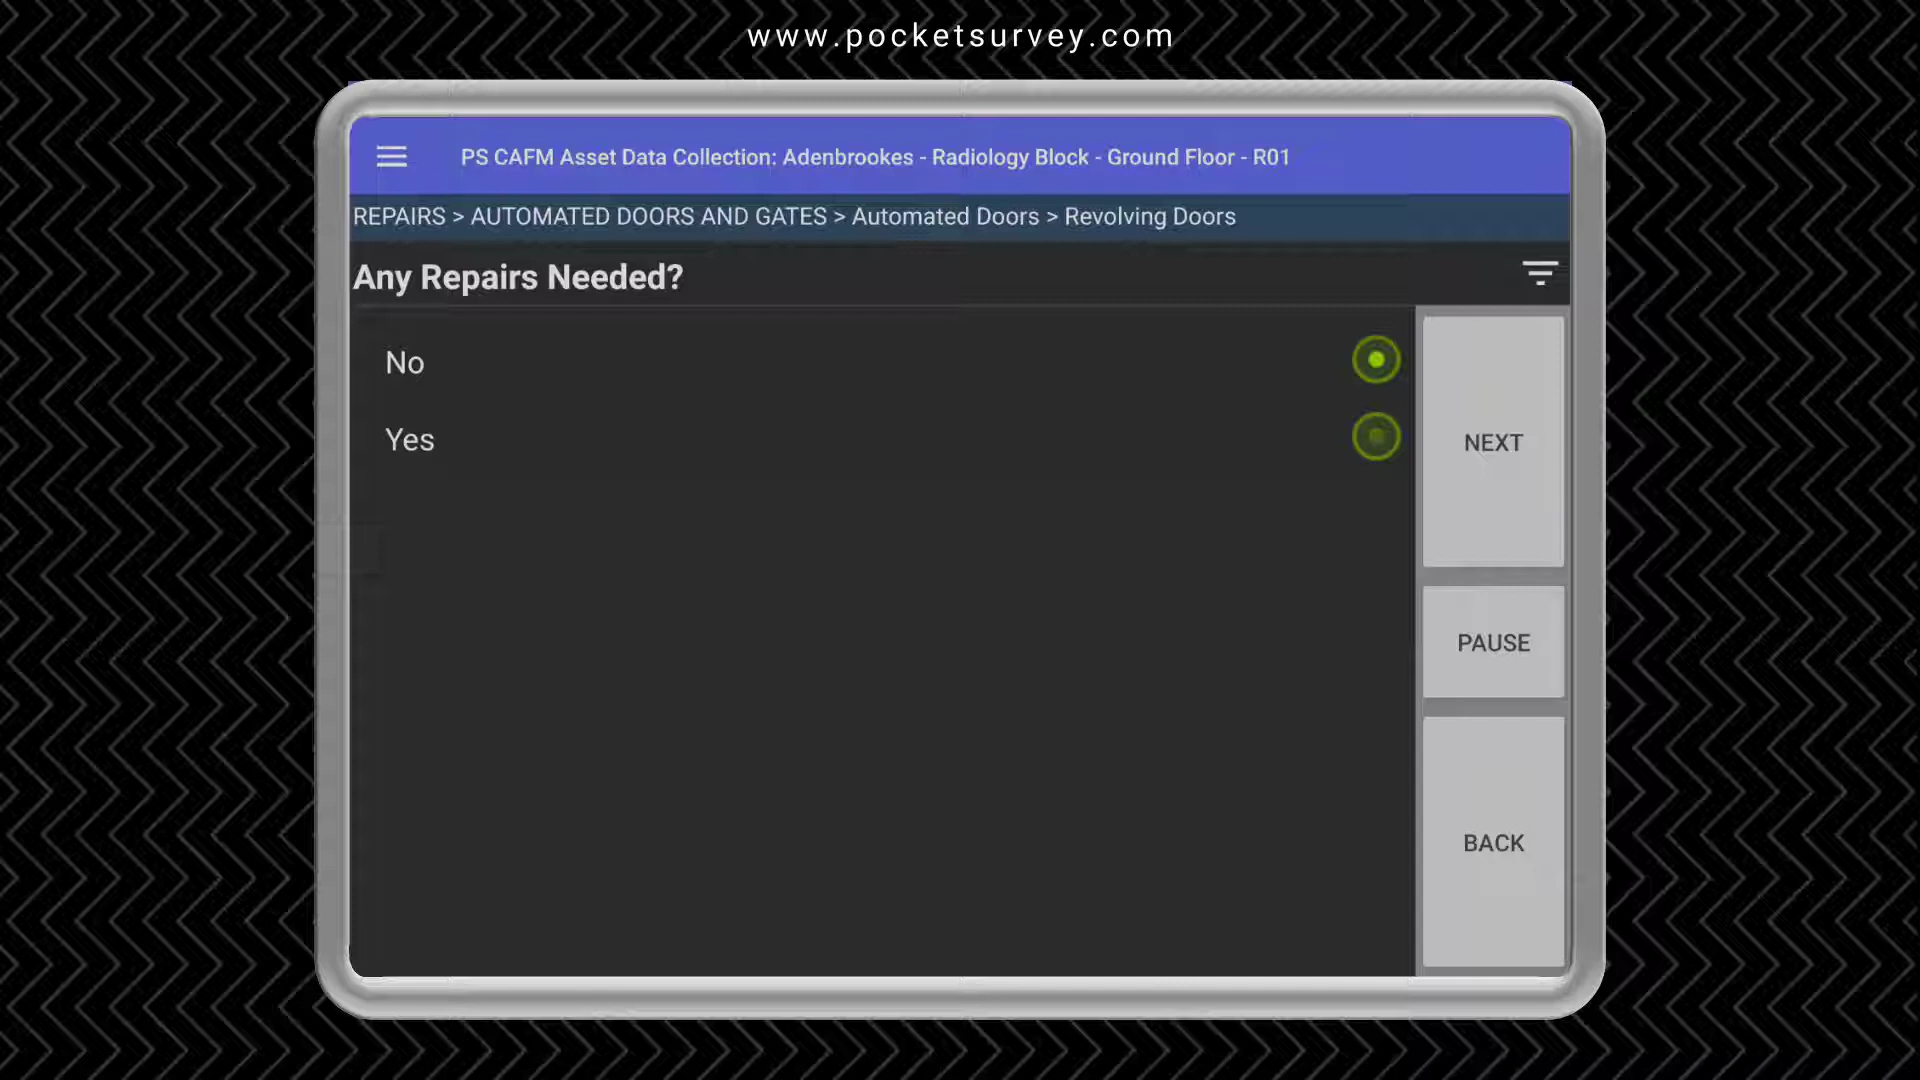 www.pocketsurvey.com
PS CAFM Asset Data Collection: Adenbrookes - Radiology Block - Ground Floor - R01
REPAIRS > AUTOMATED DOORS AND GATES > Automated Doors > Revolving Doors
Any Repairs Needed?
No
Yes
NEXT
PAUSE
BACK